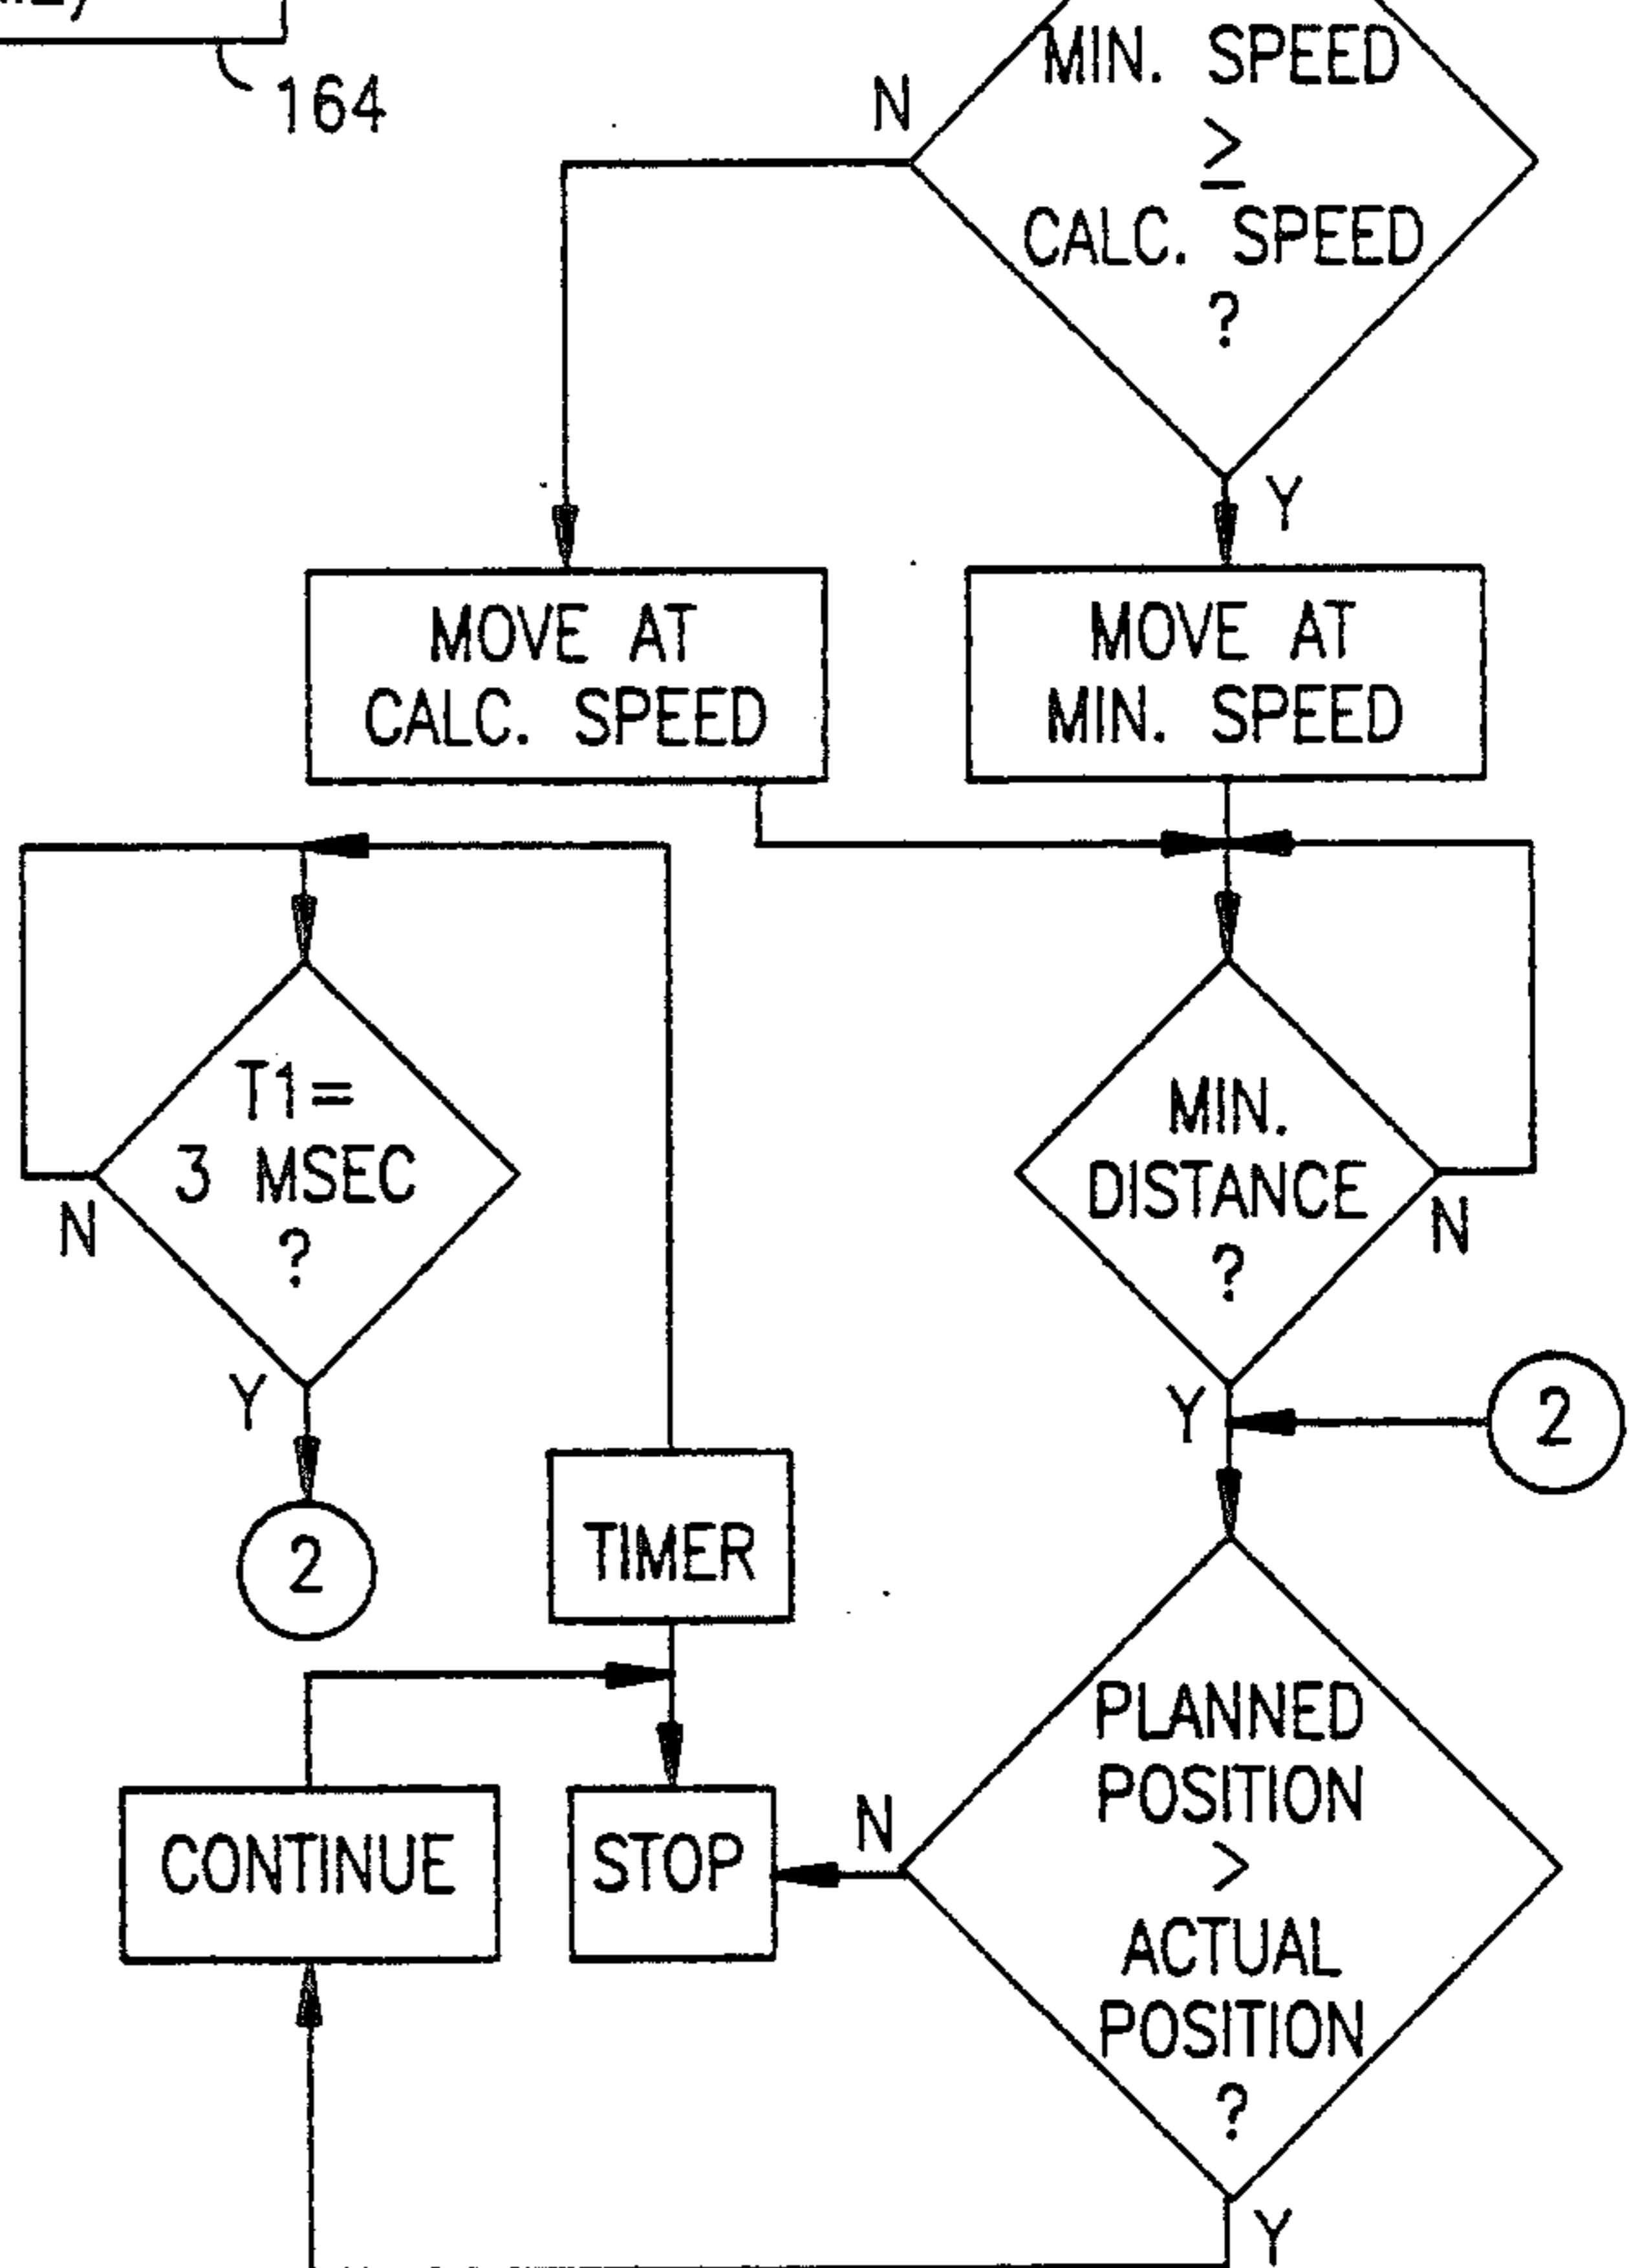 164
MIN. SPEED
≥
CALC. SPEED
?
N
Y
MOVE AT
CALC. SPEED
MOVE AT
MIN. SPEED
T1=
3 MSEC
?
N
Y
2
MIN.
DISTANCE
?
N
Y
2
TIMER
CONTINUE
STOP
N
PLANNED
POSITION
>
ACTUAL
POSITION
?
Y